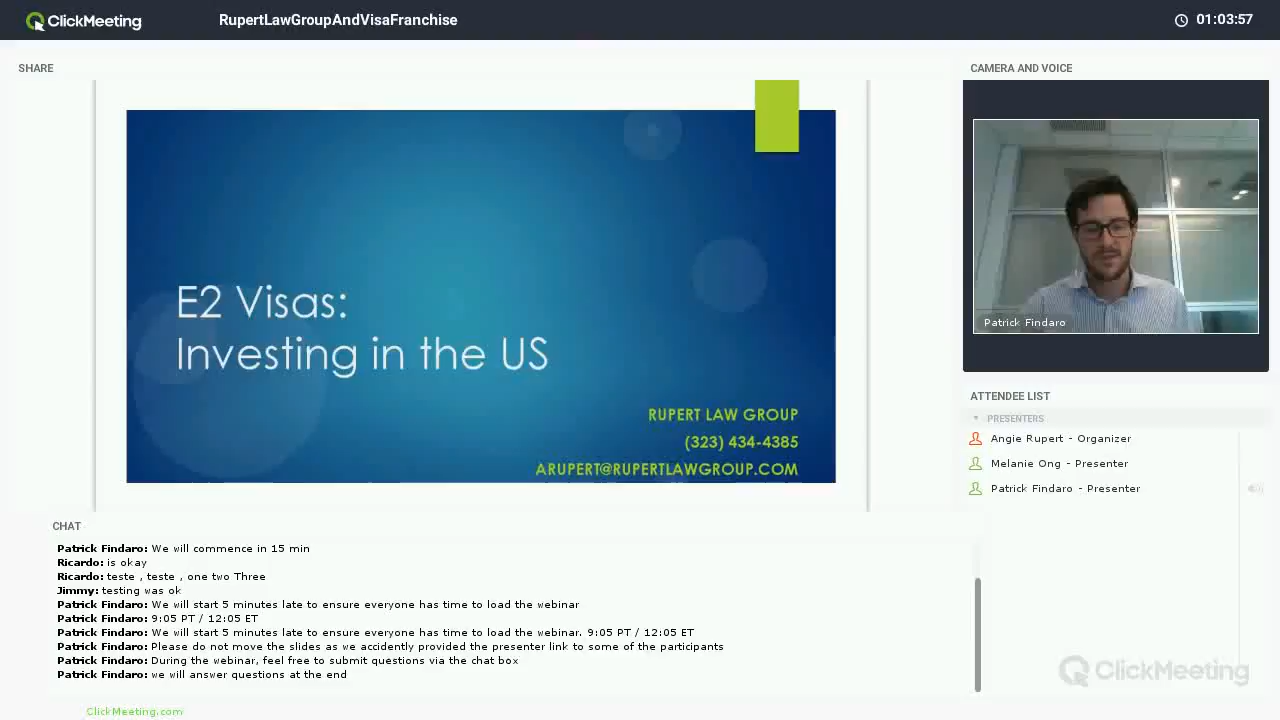 ClickMeeting
RupertLawGroupAndVisaFranchise
01:03:57
SHARE
E2 Visas:
Investing in the US
RUPERT LAW GROUP
(323) 434-4385
ARUPERT@RUPERTLAWGROUP.COM
CAMERA AND VOICE
Patrick Findaro
ATTENDEE LIST
PRESENTERS
Angie Rupert - Organizer
Melanie Ong - Presenter
Patrick Findaro - Presenter
CHAT
Patrick Findaro: We will commence in 15 min
Ricardo: is okay
Ricardo: teste , teste , one two Three
Jimmy: testing was ok
Patrick Findaro: We will start 5 minutes late to ensure everyone has time to load the webinar
Patrick Findaro: 9:05 PT / 12:05 ET
Patrick Findaro: We will start 5 minutes late to ensure everyone has time to load the webinar. 9:05 PT / 12:05 ET
Patrick Findaro: Please do not move the slides as we accidently provided the presenter link to some of the participants
Patrick Findaro: During the webinar, feel free to submit questions via the chat box
Patrick Findaro: we will answer questions at the end
ClickMeeting
ClickMeeting.com